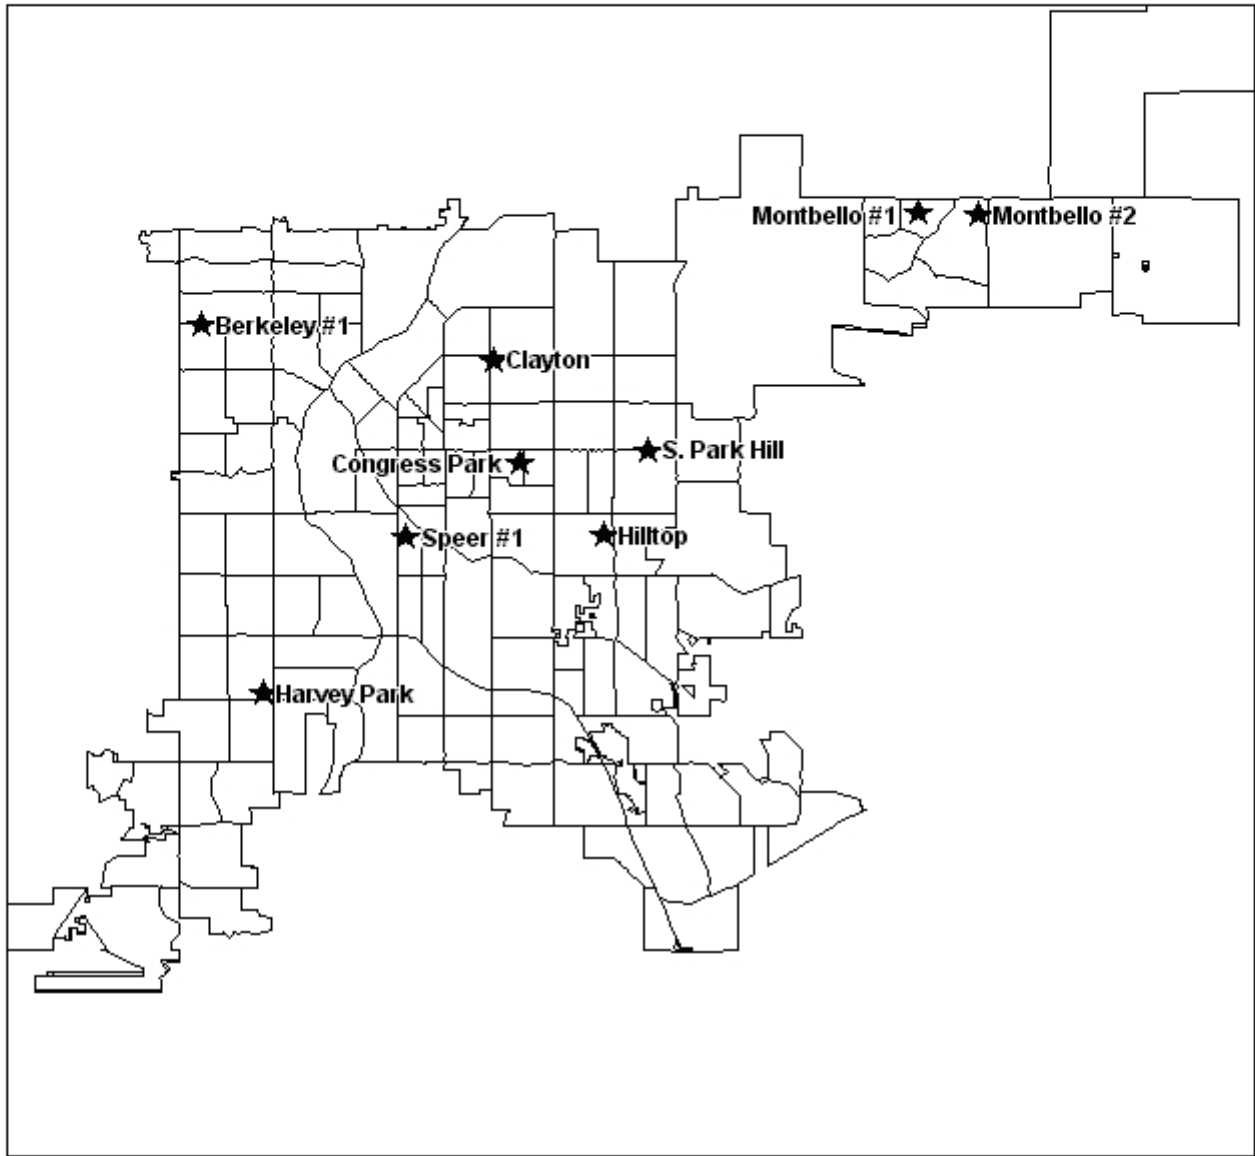 Montbello #1
Montbello #2
Berkeley #1
Clayton
S. Park Hill
Congress Park
Speer #1
Hilltop
Harvey Park